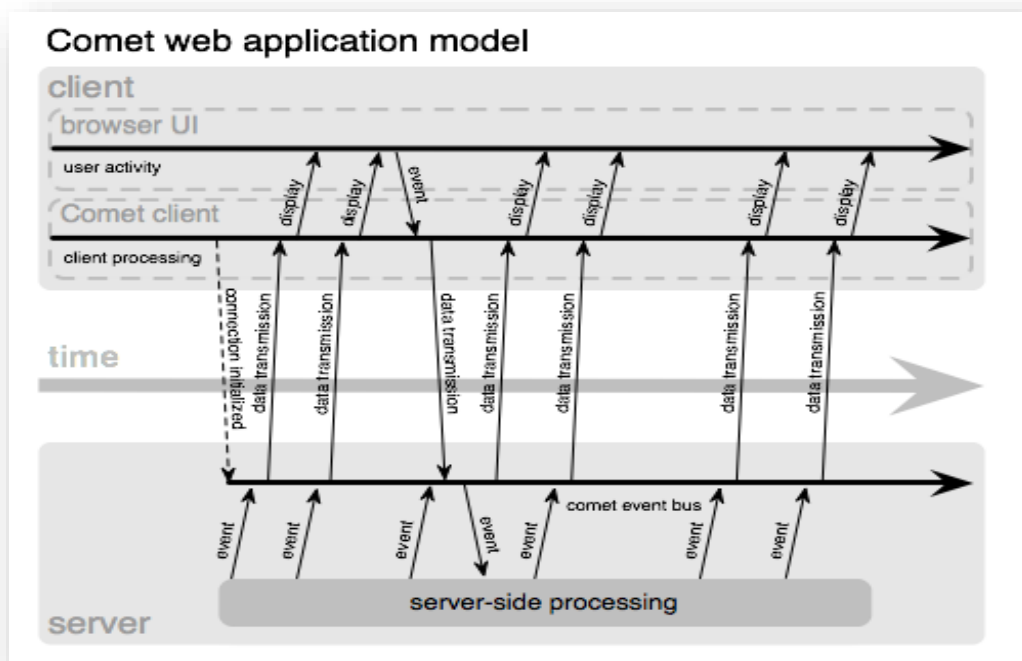 Comet web application model
client
browser UI
user activity
display
display
event
display
display
display
display
Comet client
client processing
connection initialized
data transmission
data transmission
data transmission
data transmission
data transmission
data transmission
data transmission
time
comet event bus
event
event
event
event
event
event
event
server-side processing
server